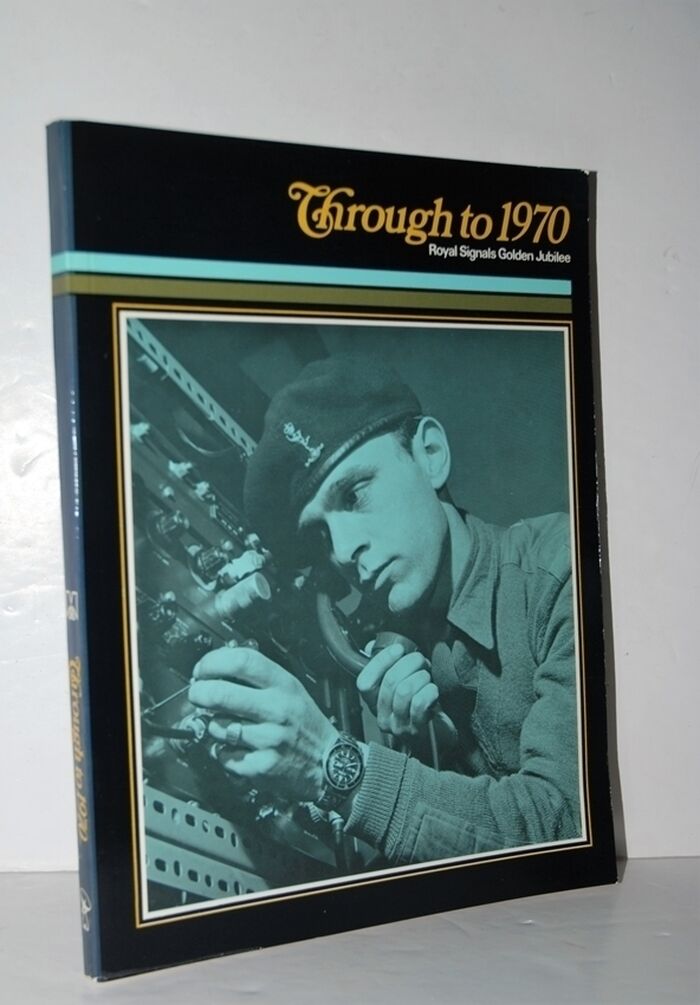 Through to 1970
Royal Signals Golden Jubilee
Through to 1970